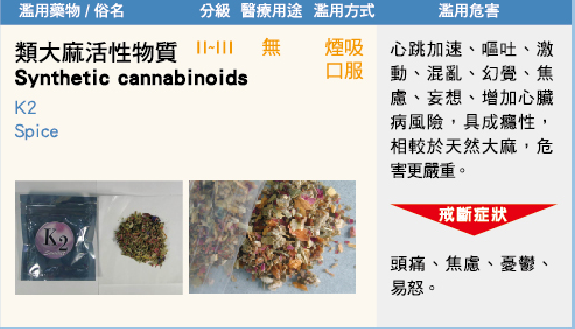 濫用藥物 / 俗名 分級 醫療用途 濫用方式 濫用危害
類大麻活性物質 II~III 無 煙吸
Synthetic cannabinoids 口服
K2
Spice
心跳加速、嘔吐、激
動、混亂、幻覺、焦
慮、妄想、增加心臟
病風險，具成癮性，
相較於天然大麻，危
害更嚴重。
戒斷症狀
頭痛、焦慮、憂鬱、
易怒。
K2